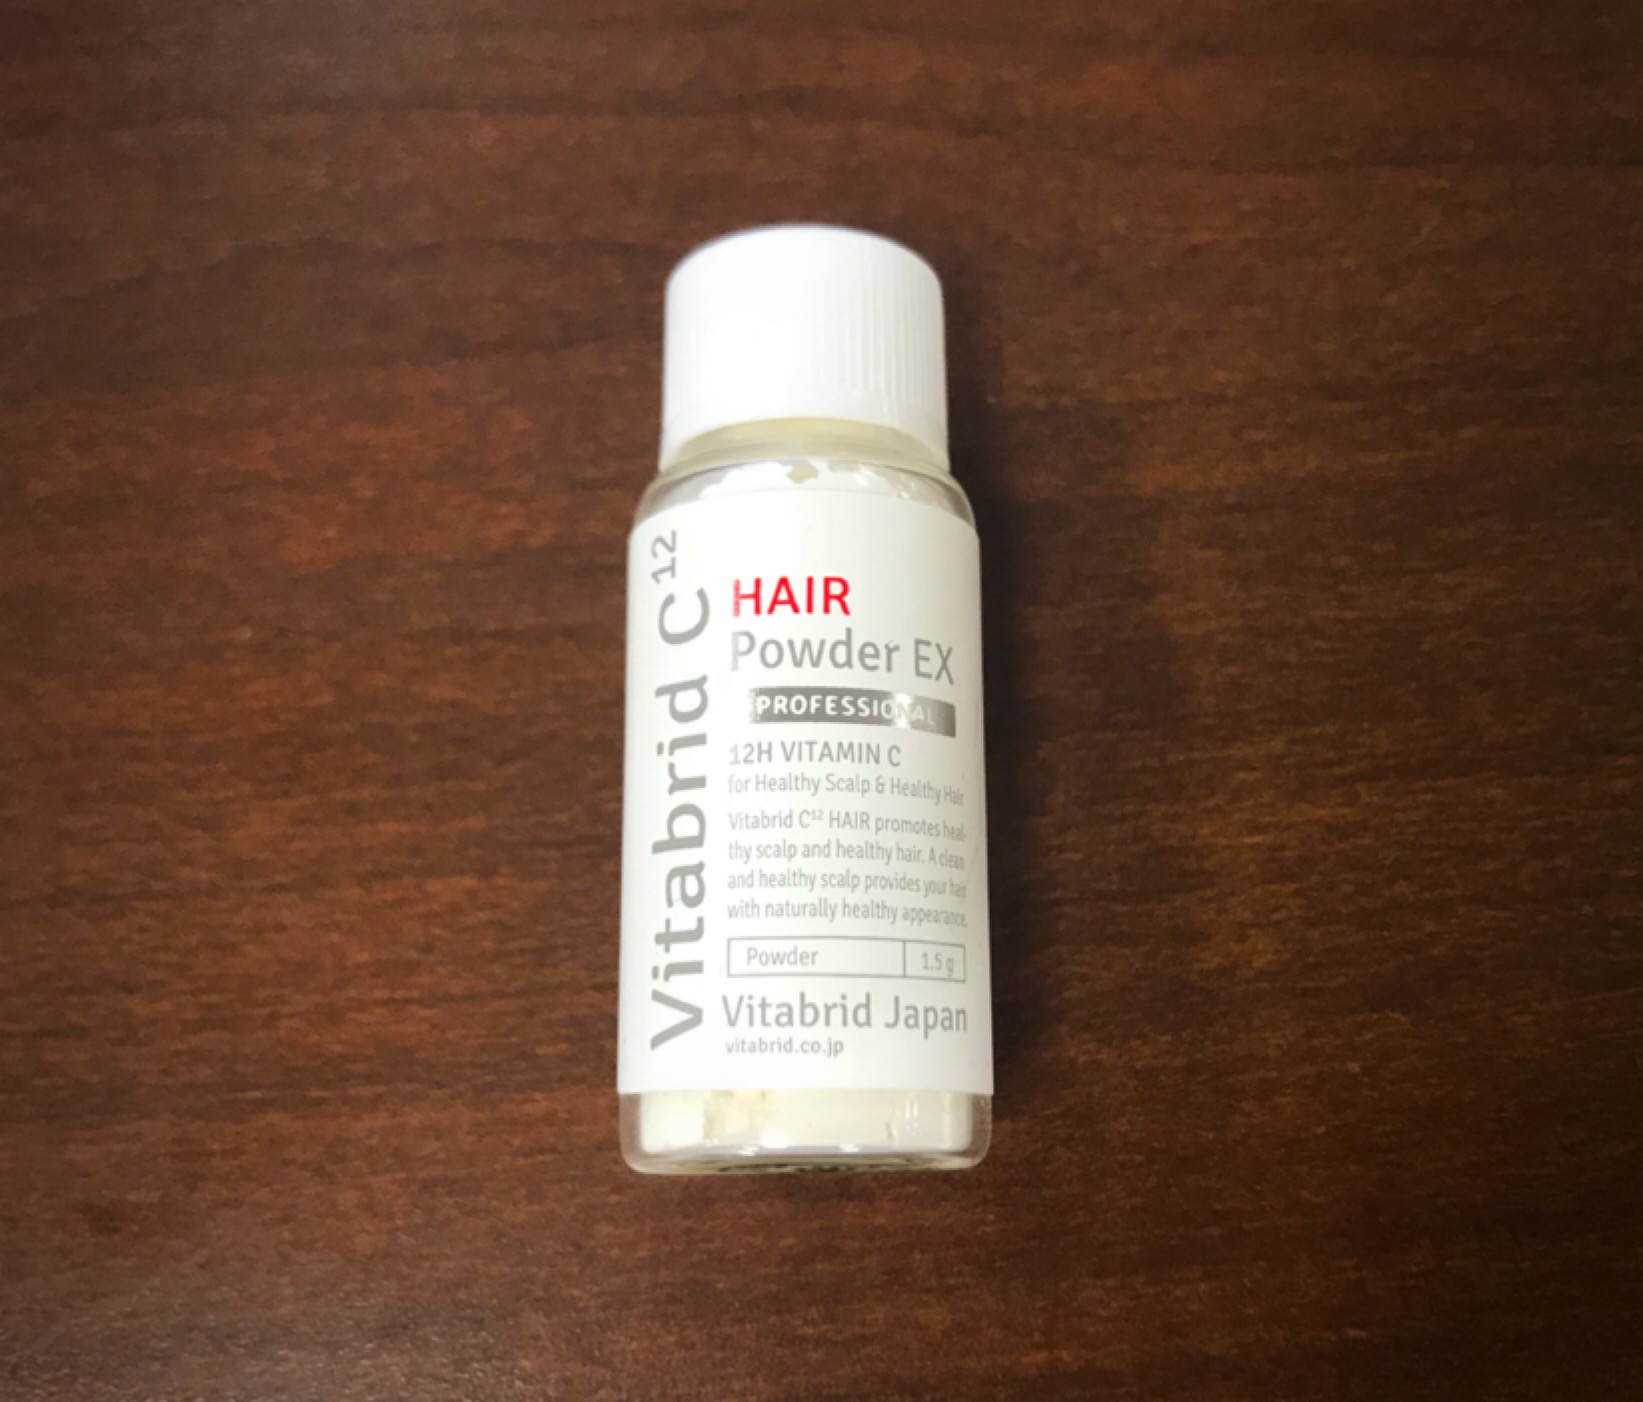 Vitabrid C¹²
HAIR
Powder EX
PROFESSIONAL
12H VITAMIN C
for Healthy Scalp & Healthy Hair
Vitabrid C¹² HAIR promotes heal-
thy scalp and healthy hair. A clean
and healthy scalp provides your hair
with naturally healthy appearance.
Powder 1.5 g
Vitabrid Japan
vitabrid.co.jp